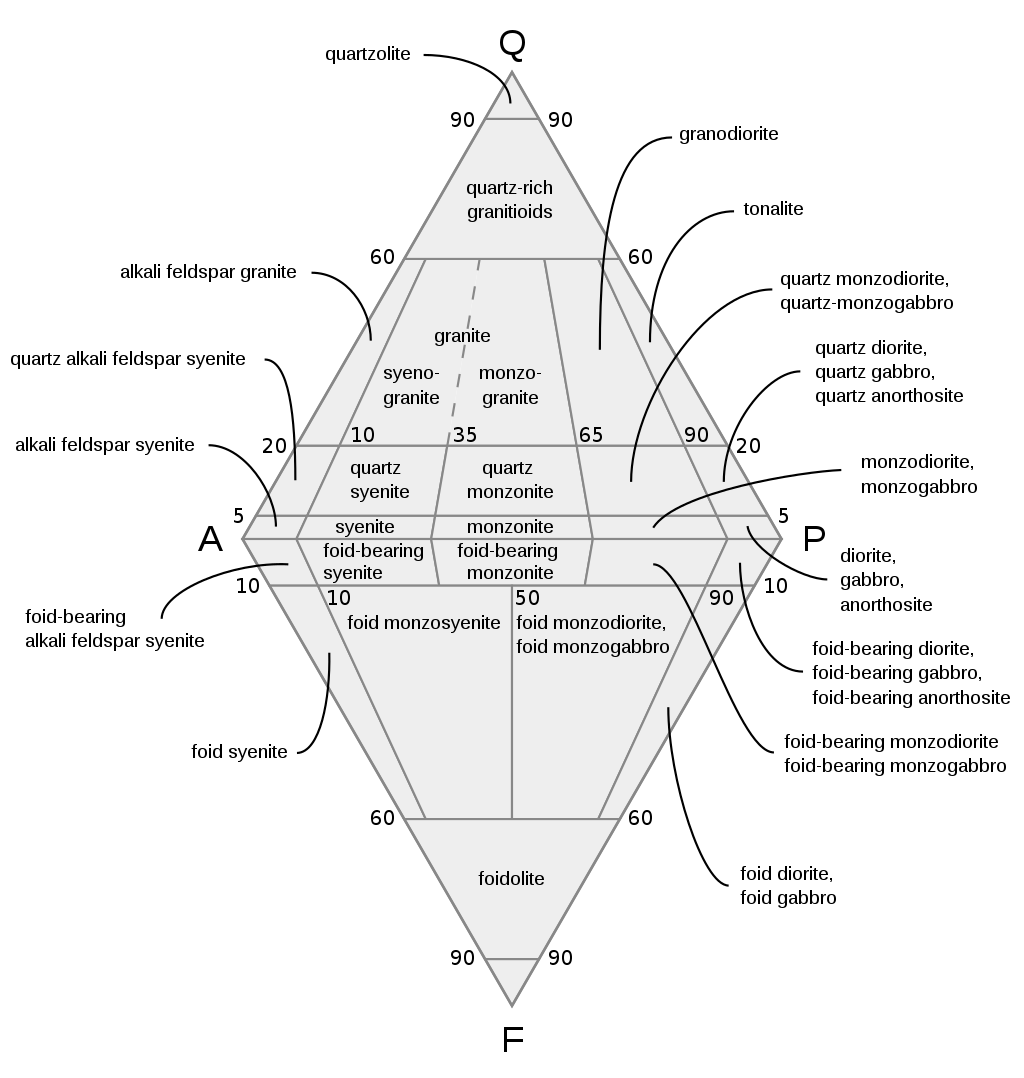 Q
quartzolite
90
90
granodiorite
quartz-rich
granitioids
tonalite
60
60
alkali feldspar granite
quartz monzodiorite,
quartz-monzogabbro
granite
quartz alkali feldspar syenite
quartz diorite,
quartz gabbro,
quartz anorthosite
syeno-
granite
monzo-
granite
alkali feldspar syenite
20
10
35
65
90
20
quartz
syenite
quartz
monzonite
monzodiorite,
monzogabbro
5
5
syenite
monzonite
A
P
foid-bearing
syenite
foid-bearing
monzonite
diorite,
gabbro,
anorthosite
10
10
10
50
90
foid-bearing
alkali feldspar syenite
foid monzosyenite
foid monzodiorite,
foid monzogabbro
foid-bearing diorite,
foid-bearing gabbro,
foid-bearing anorthosite
foid syenite
foid-bearing monzodiorite
foid-bearing monzogabbro
60
60
foidolite
foid diorite,
foid gabbro
90
90
F